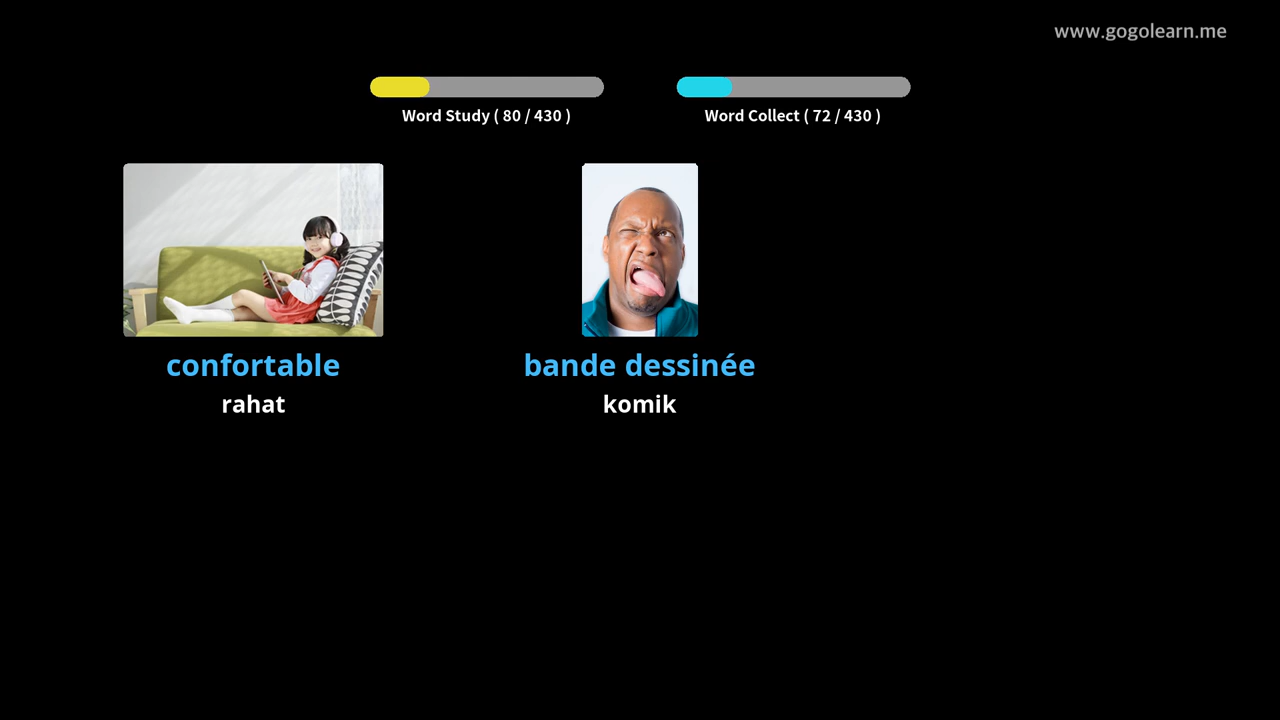 www.gogolearn.me
Word Study ( 80 / 430 )
Word Collect ( 72 / 430 )
confortable
bande dessinée
rahat
komik